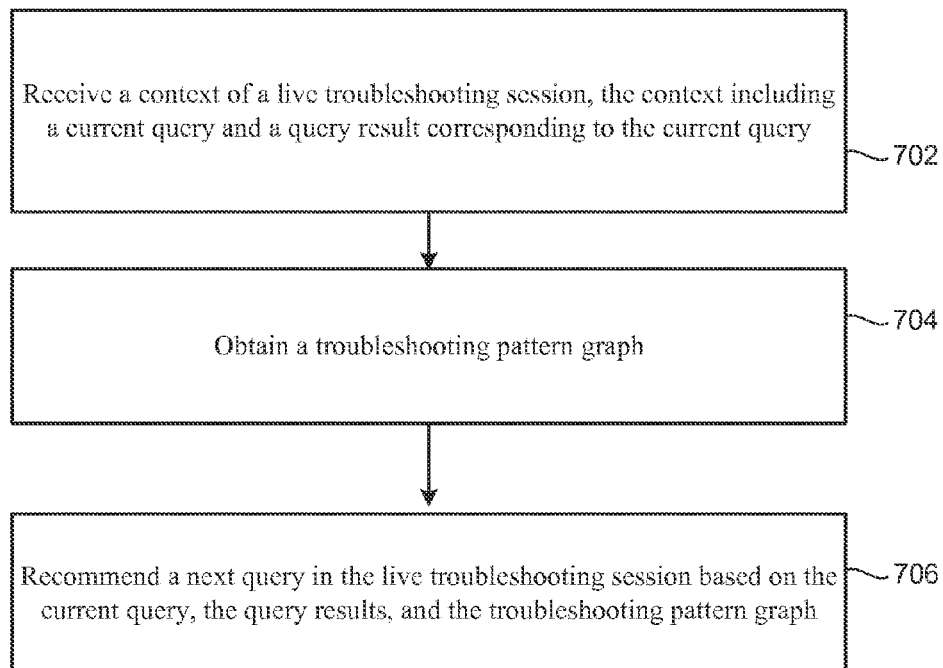 Receive a context of a live troubleshooting session, the context including
a current query and a query result corresponding to the current query
702
Obtain a troubleshooting pattern graph
704
Recommend a next query in the live troubleshooting session based on the
current query, the query results, and the troubleshooting pattern graph
706